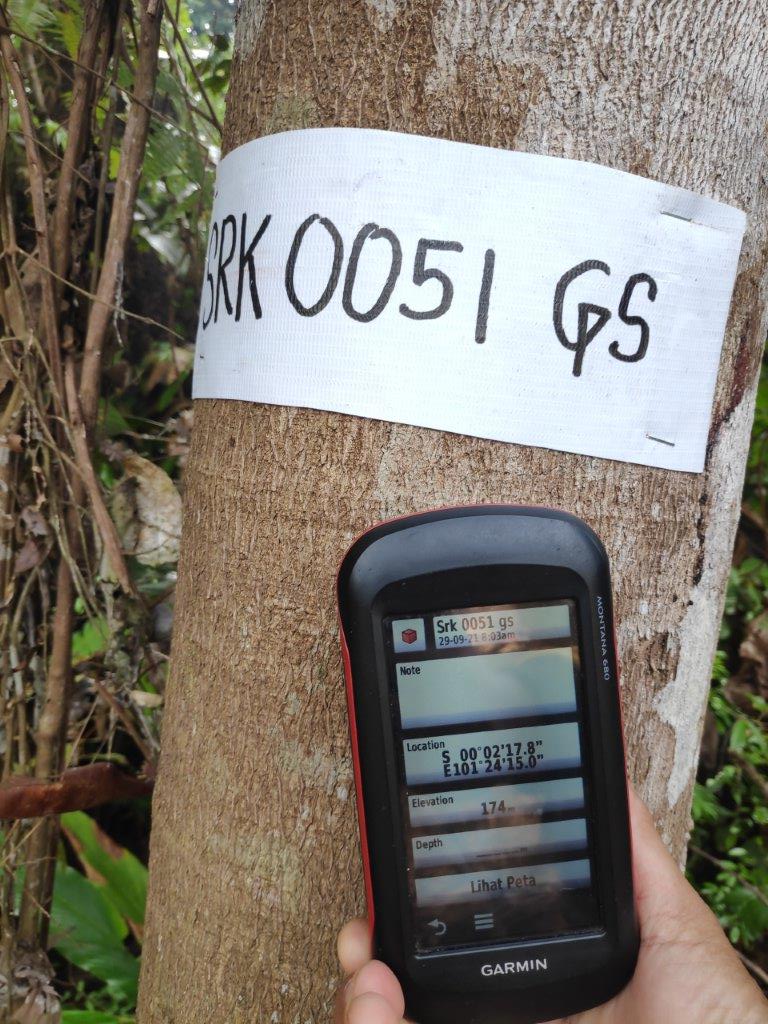 SRK 0051 GS
MONTANA 680
Srk 0051 gs
29-09-21 8:03am
Note
Location
S 00°02'17.8"
E101°24'15.0"
Elevation
174m
Depth
Lihat Peta
GARMIN